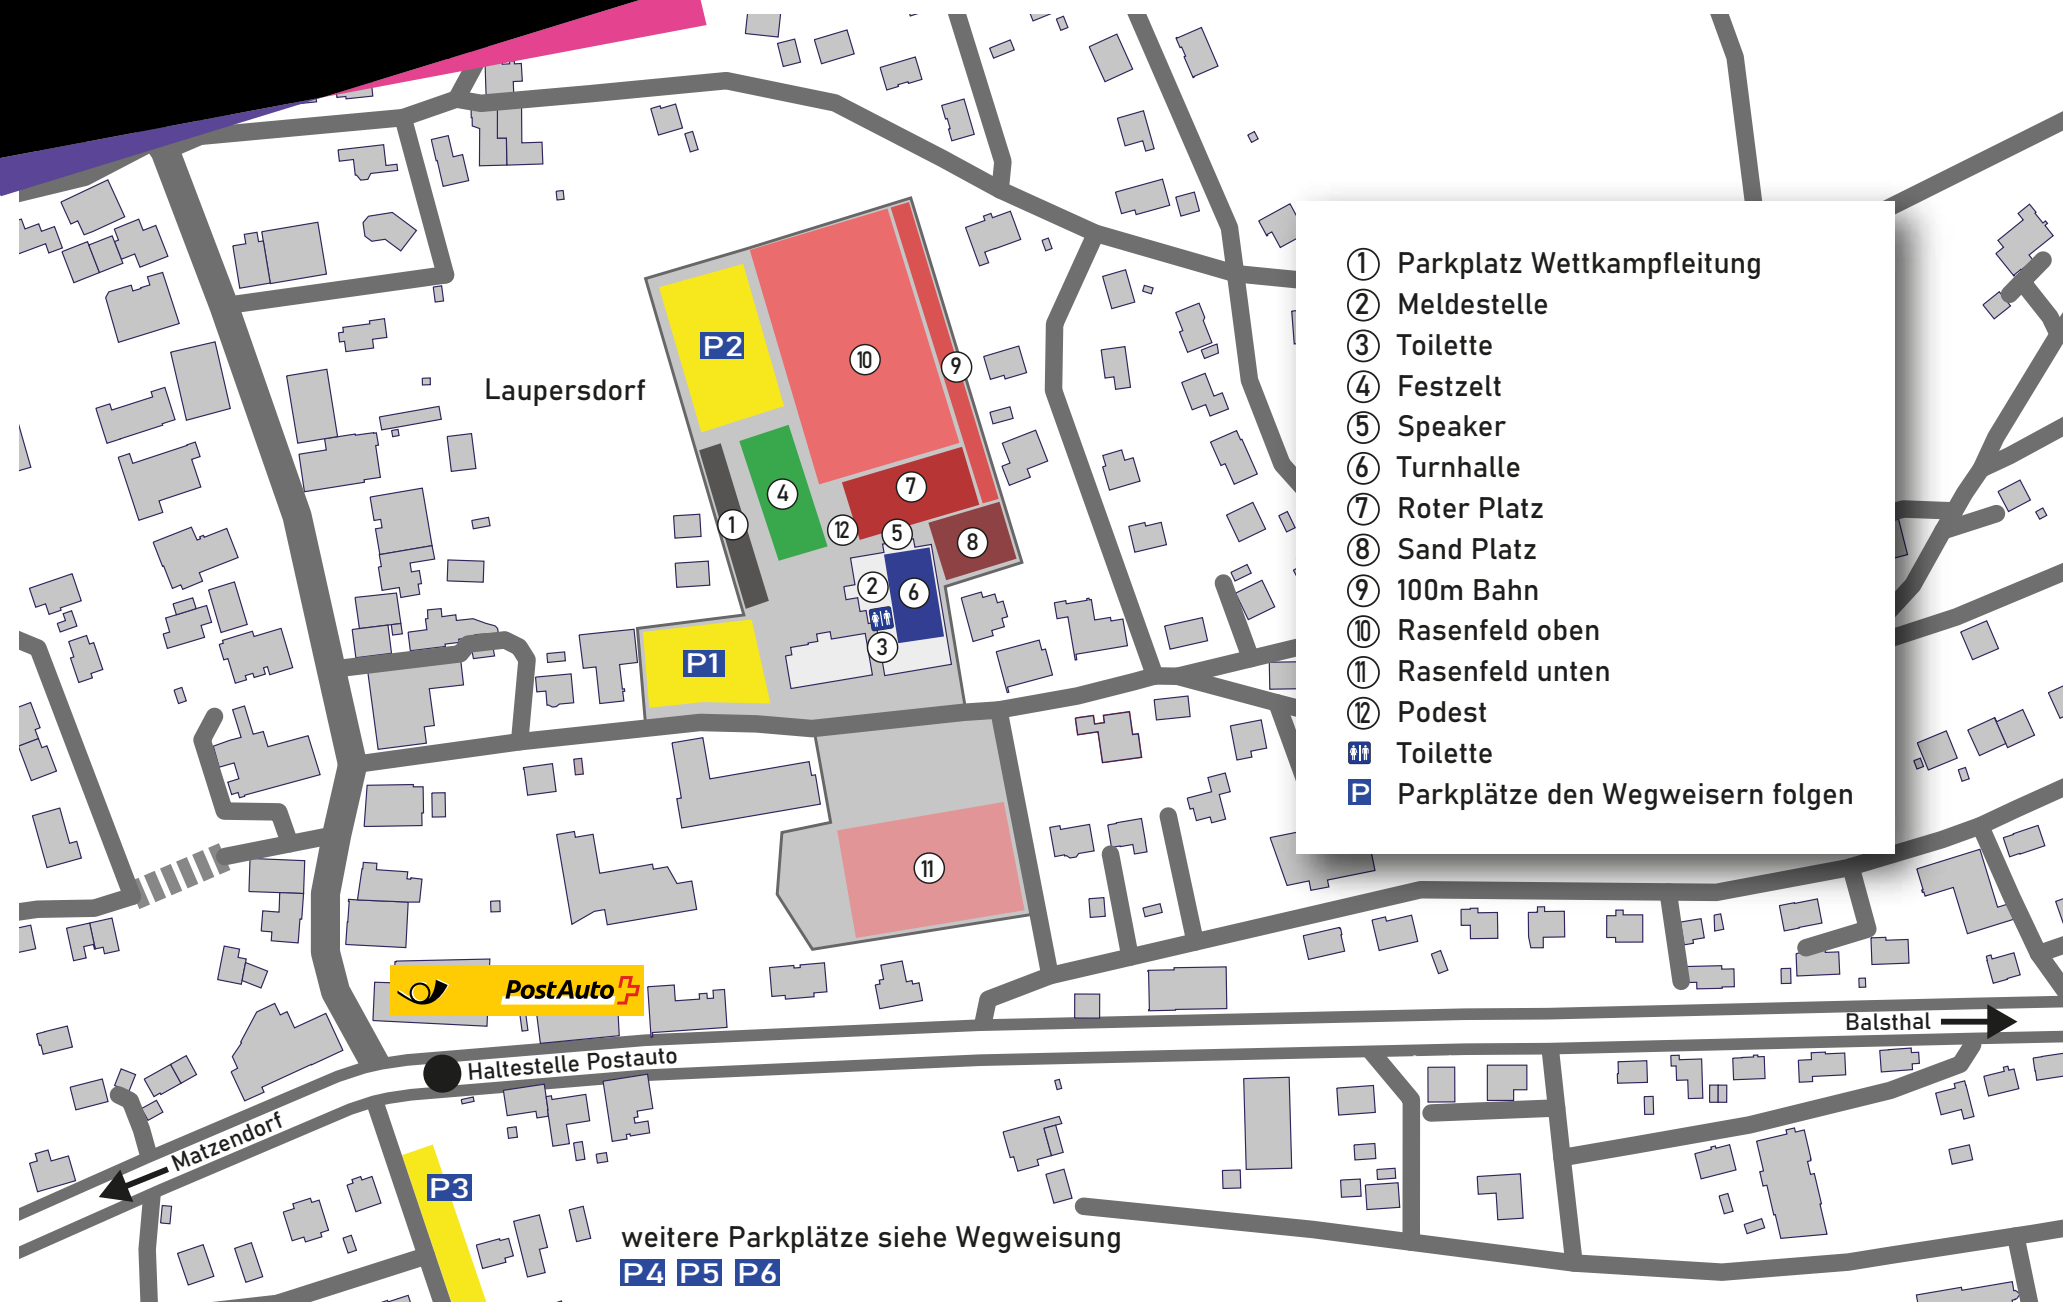 P2
10
9
Laupersdorf
4
7
1
12
5
8
2
6
3
P1
11
1 Parkplatz Wettkampfleitung
2 Meldestelle
3 Toilette
4 Festzelt
5 Speaker
6 Turnhalle
7 Roter Platz
8 Sand Platz
9 100m Bahn
10 Rasenfeld oben
11 Rasenfeld unten
12 Podest
Toilette
P Parkplätze den Wegweisern folgen
PostAuto
Balsthal
Haltestelle Postauto
Matzendorf
P3
weitere Parkplätze siehe Wegweisung
P4 P5 P6